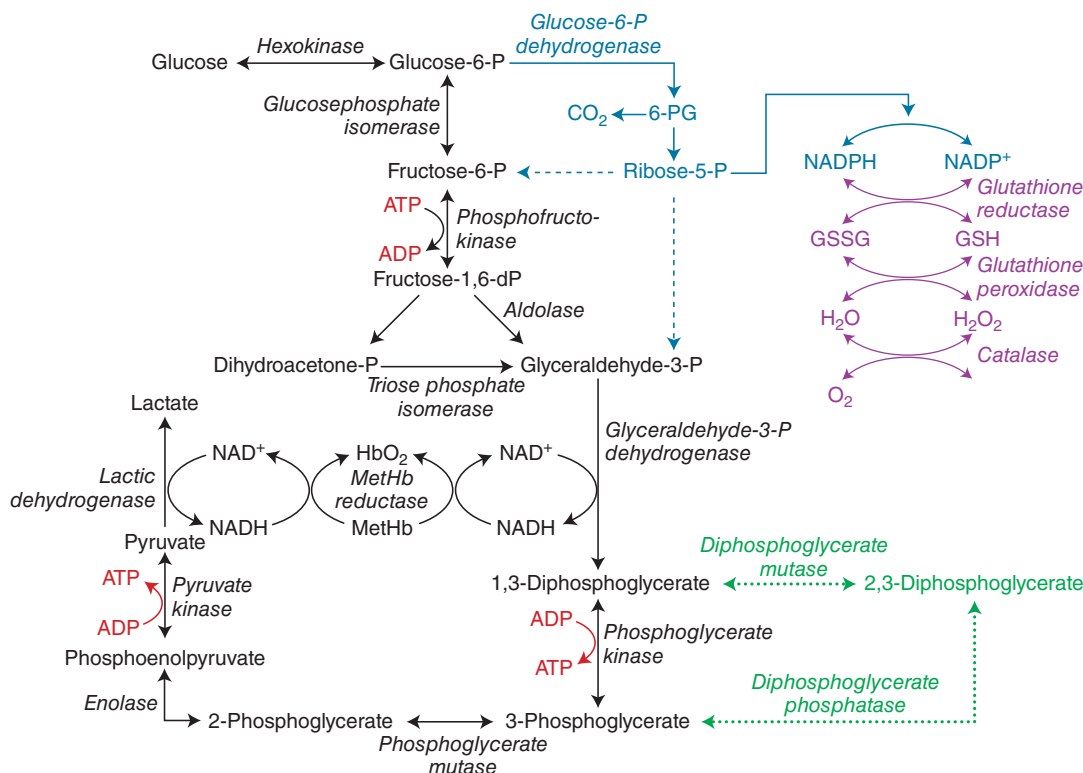 Glucose
Hexokinase
Glucose-6-P
Glucose-6-P
dehydrogenase
Glucosephosphate
isomerase
CO₂
6-PG
Fructose-6-P
Ribose-5-P
NADPH
NADP⁺
Glutathione
reductase
ATP
ADP
Phosphofructo-
kinase
GSSG
GSH
Glutathione
peroxidase
Fructose-1,6-dP
Aldolase
H₂O
H₂O₂
Catalase
O₂
Dihydroacetone-P
Triose phosphate
isomerase
Glyceraldehyde-3-P
Lactate
Glyceraldehyde-3-P
dehydrogenase
Lactic
dehydrogenase
NAD⁺
NADH
HbO₂
MetHb
reductase
MetHb
NAD⁺
NADH
Pyruvate
ATP
ADP
Pyruvate
kinase
1,3-Diphosphoglycerate
Diphosphoglycerate
mutase
2,3-Diphosphoglycerate
ADP
ATP
Phosphoglycerate
kinase
Phosphoenolpyruvate
Diphosphoglycerate
phosphatase
Enolase
2-Phosphoglycerate
Phosphoglycerate
mutase
3-Phosphoglycerate